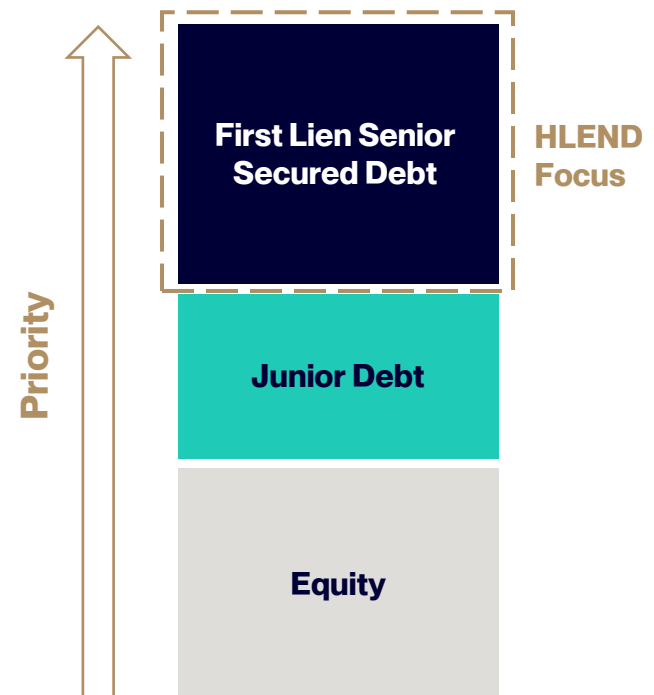 First Lien Senior
Secured Debt
HLEND
Focus
Priority
Junior Debt
Equity